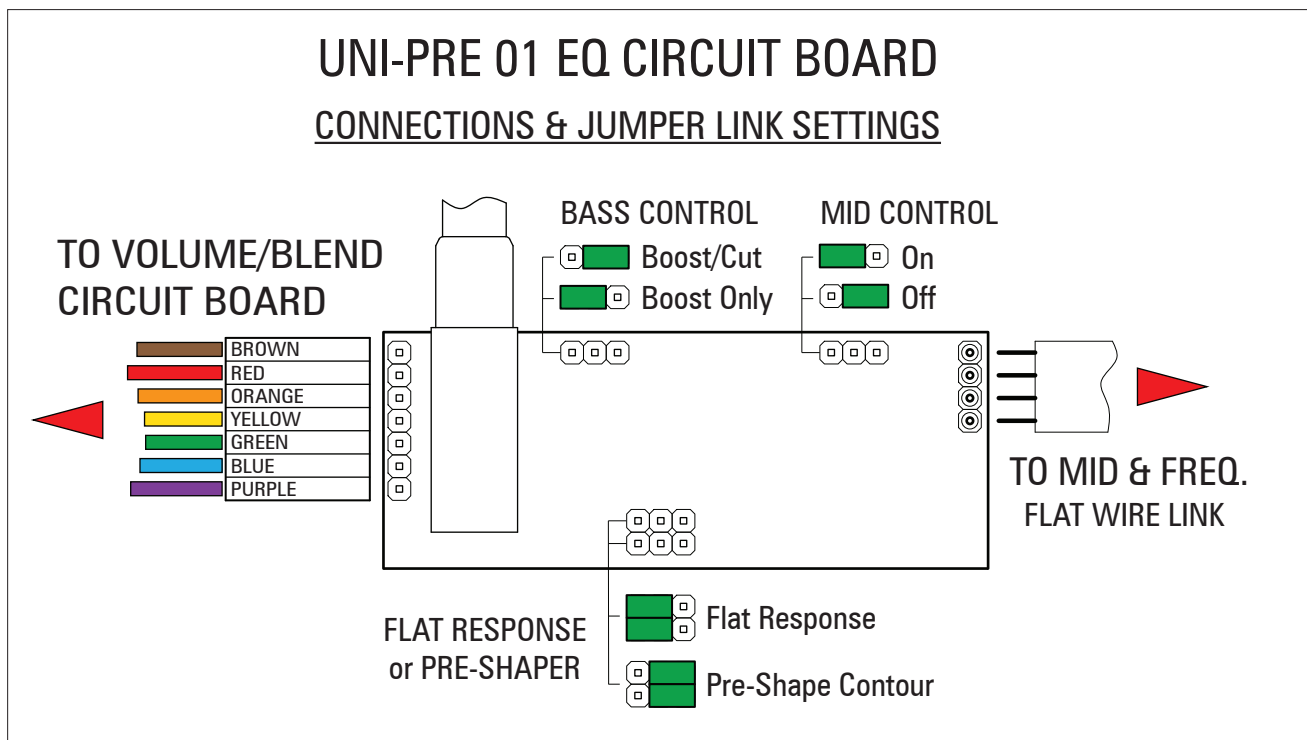 UNI-PRE 01 EQ CIRCUIT BOARD
CONNECTIONS & JUMPER LINK SETTINGS
TO VOLUME/BLEND
CIRCUIT BOARD
BROWN
RED
ORANGE
YELLOW
GREEN
BLUE
PURPLE
BASS CONTROL
Boost/Cut
Boost Only
MID CONTROL
On
Off
TO MID & FREQ.
FLAT WIRE LINK
FLAT RESPONSE
or PRE-SHAPER
Flat Response
Pre-Shape Contour